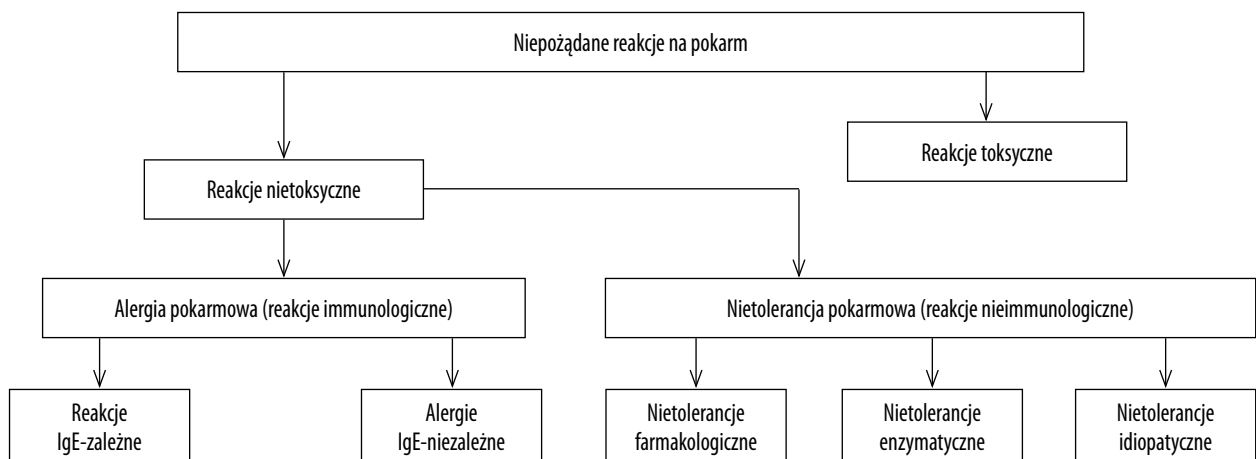 Niepożądane reakcje na pokarm
Reakcje toksyczne
Reakcje nietoksyczne
Alergia pokarmowa (reakcje immunologiczne)
Nietolerancja pokarmowa (reakcje nieimmunologiczne)
Reakcje
IgE-zależne
Alergie
IgE-niezależne
Nietolerancje
farmakologiczne
Nietolerancje
enzymatyczne
Nietolerancje
idiopatyczne